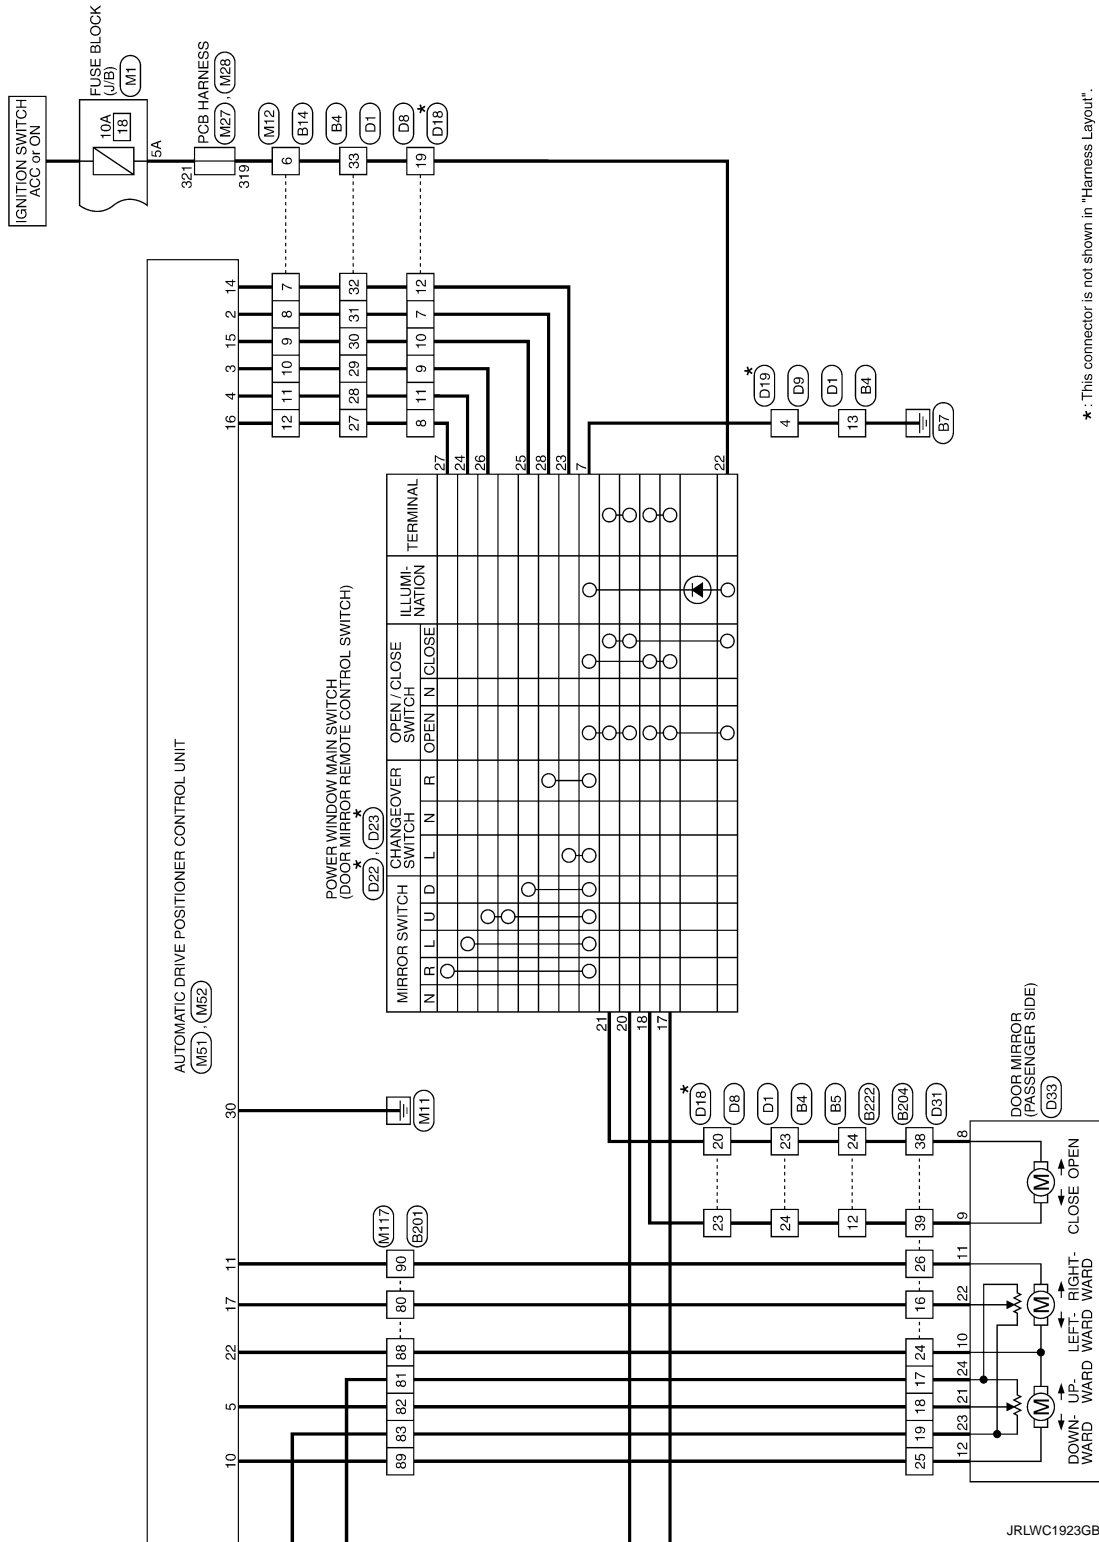 IGNITION SWITCH
ACC or ON
FUSE BLOCK
(J/B)
M1
10A
18
5A
PCB HARNESS
M27 , M28
321
319
M12
B14
B4
D1
D8
*
D18
6
33
19
AUTOMATIC DRIVE POSITIONER CONTROL UNIT
M51 , M52
14
2
15
3
4
16
7
8
9
10
11
12
32
31
30
29
28
27
12
7
10
9
11
8
27
24
26
25
28
23
7
22
*
D19
D9
D1
B4
4
13
B7
POWER WINDOW MAIN SWITCH
(DOOR MIRROR REMOTE CONTROL SWITCH)
*
D22 ,
*
D23
MIRROR SWITCH
CHANGEOVER
SWITCH
OPEN / CLOSE
SWITCH
ILLUMI-
NATION
TERMINAL
N R L U D L N R OPEN N CLOSE
21
20
18
17
30
M11
*
D18
D8
D1
B4
B5
B222
B204
D31
20
23
24
38
8
23
24
12
39
9
M117
B201
11
17
22
5
10
90
80
88
81
82
83
89
26
16
24
17
18
19
25
11
22
10
24
21
23
12
DOOR MIRROR
(PASSENGER SIDE)
D33
M
CLOSE OPEN
M
LEFT-
WARD
RIGHT-
WARD
M
DOWN-
WARD
UP-
WARD
* : This connector is not shown in "Harness Layout".
JRLWC1923GB